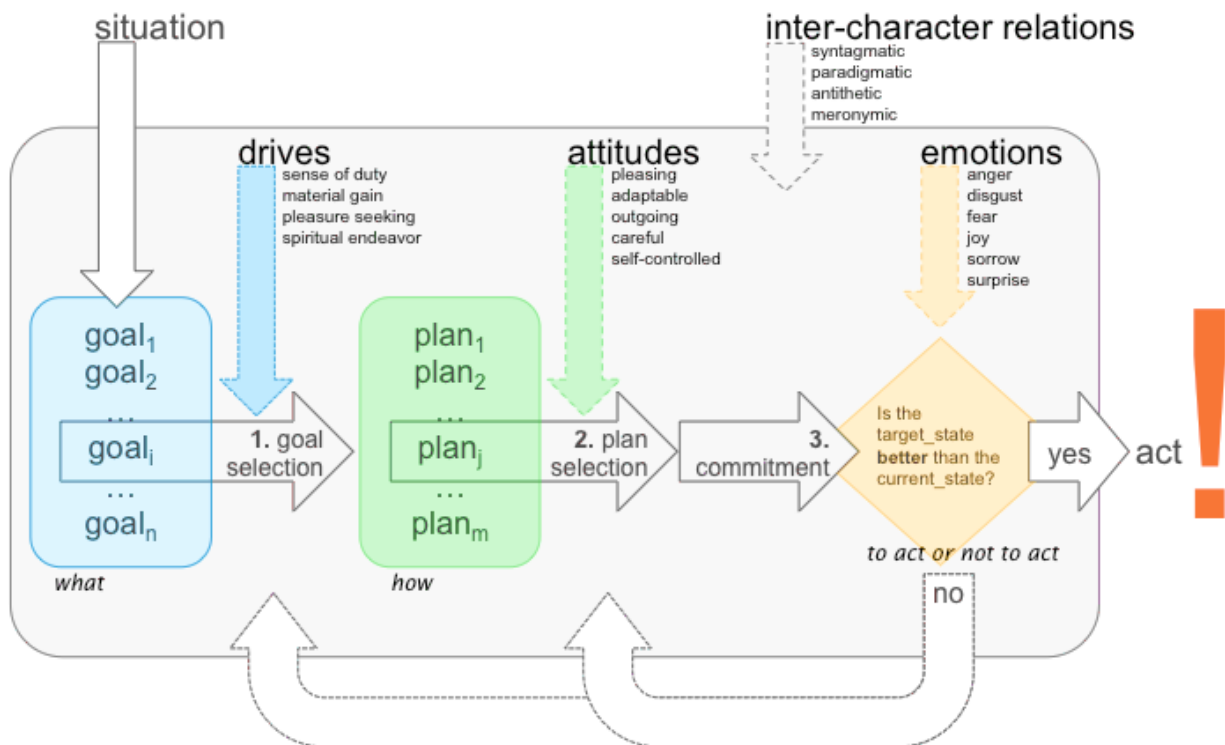 situation
inter-character relations
syntagmatic
paradigmatic
antithetic
meronymic
drives
sense of duty
material gain
pleasure seeking
spiritual endeavor
attitudes
pleasing
adaptable
outgoing
careful
self-controlled
emotions
anger
disgust
fear
joy
sorrow
surprise
goal₁
goal₂
...
goalᵢ
...
goalₙ
what
1. goal
selection
plan₁
plan₂
...
planⱼ
...
planₘ
how
2. plan
selection
3.
commitment
Is the
target_state
better than the
current_state?
to act or not to act
yes
act
!
no